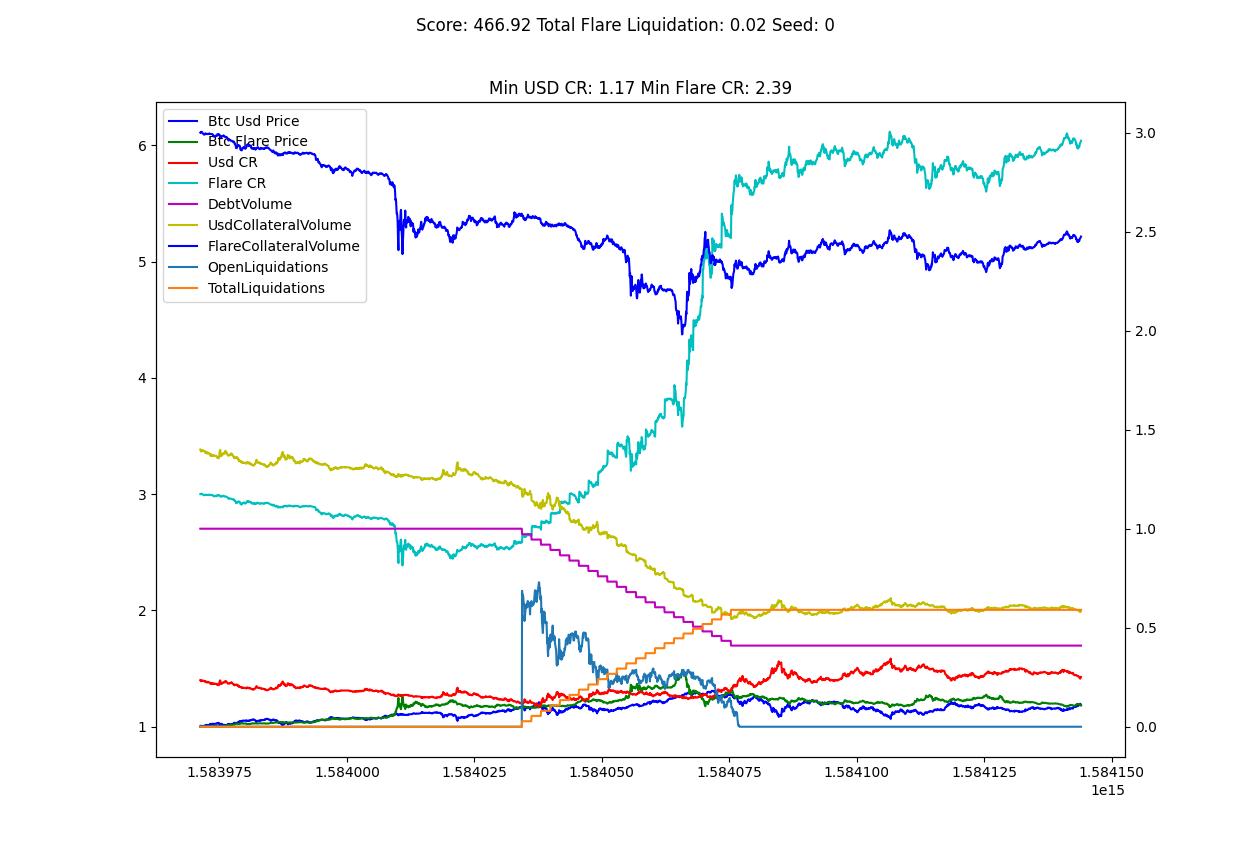 Score: 466.92 Total Flare Liquidation: 0.02 Seed: 0
Min USD CR: 1.17 Min Flare CR: 2.39
Btc Usd Price
Btc Flare Price
Usd CR
Flare CR
DebtVolume
UsdCollateralVolume
FlareCollateralVolume
OpenLiquidations
TotalLiquidations
6
5
4
3
2
1
3.0
2.5
2.0
1.5
1.0
0.5
0.0
1.583975 1.584000 1.584025 1.584050 1.584075 1.584100 1.584125 1.584150
1e15